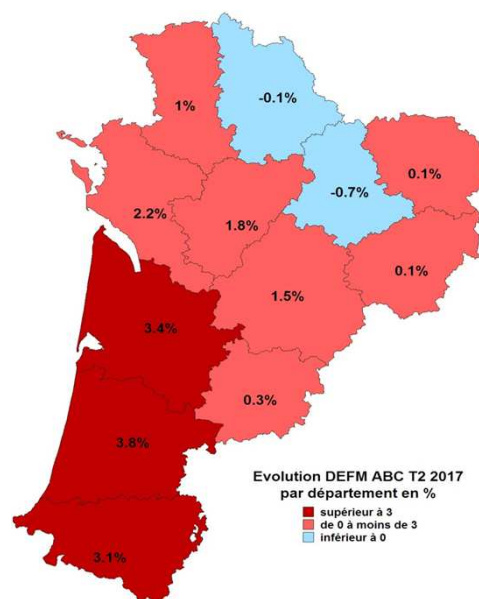 -0.1%
1%
0.1%
-0.7%
2.2%
1.8%
0.1%
1.5%
3.4%
0.3%
3.8%
Evolution DEFM ABC T2 2017
par département en %
supérieur à 3
de 0 à moins de 3
inférieur à 0
3.1%